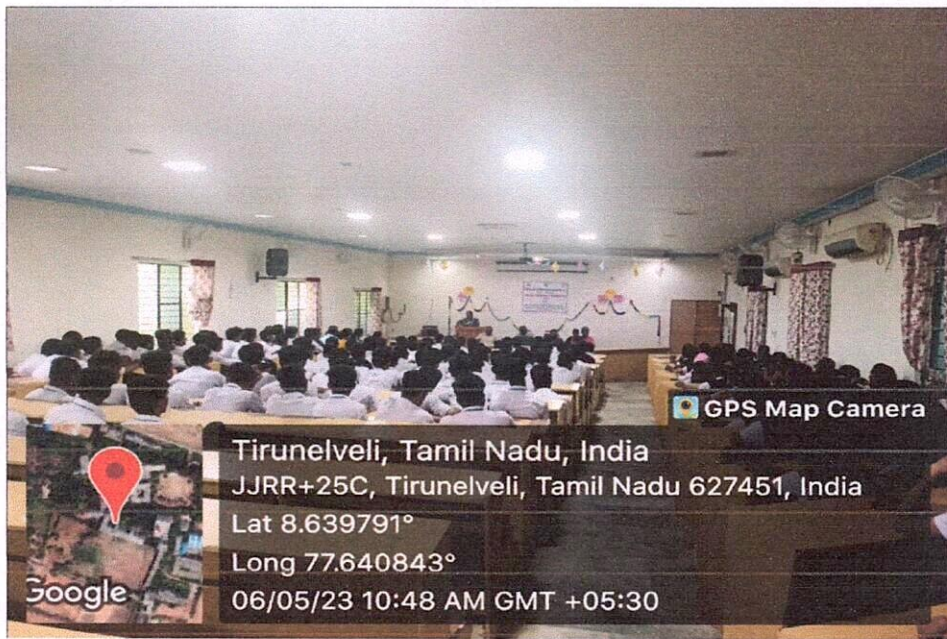 GPS Map Camera
Tirunelveli, Tamil Nadu, India
JJRR+25C, Tirunelveli, Tamil Nadu 627451, India
Lat 8.639791°
Long 77.640843°
06/05/23 10:48 AM GMT +05:30
Google